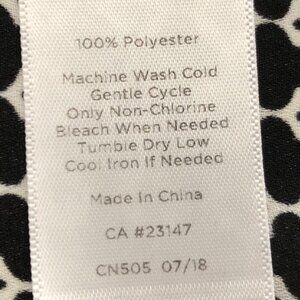 100% Polyester
Machine Wash Cold
Gentle Cycle
Only Non-Chlorine
Bleach When Needed
Tumble Dry Low
Cool Iron If Needed
Made In China
CA #23147
CN505 07/18